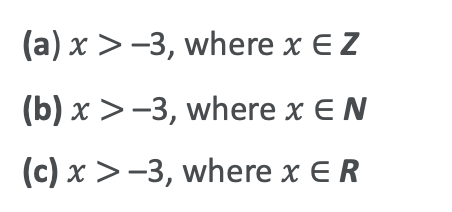 (a) x > −3, where x ∈ Z
(b) x > −3, where x ∈ N
(c) x > −3, where x ∈ R